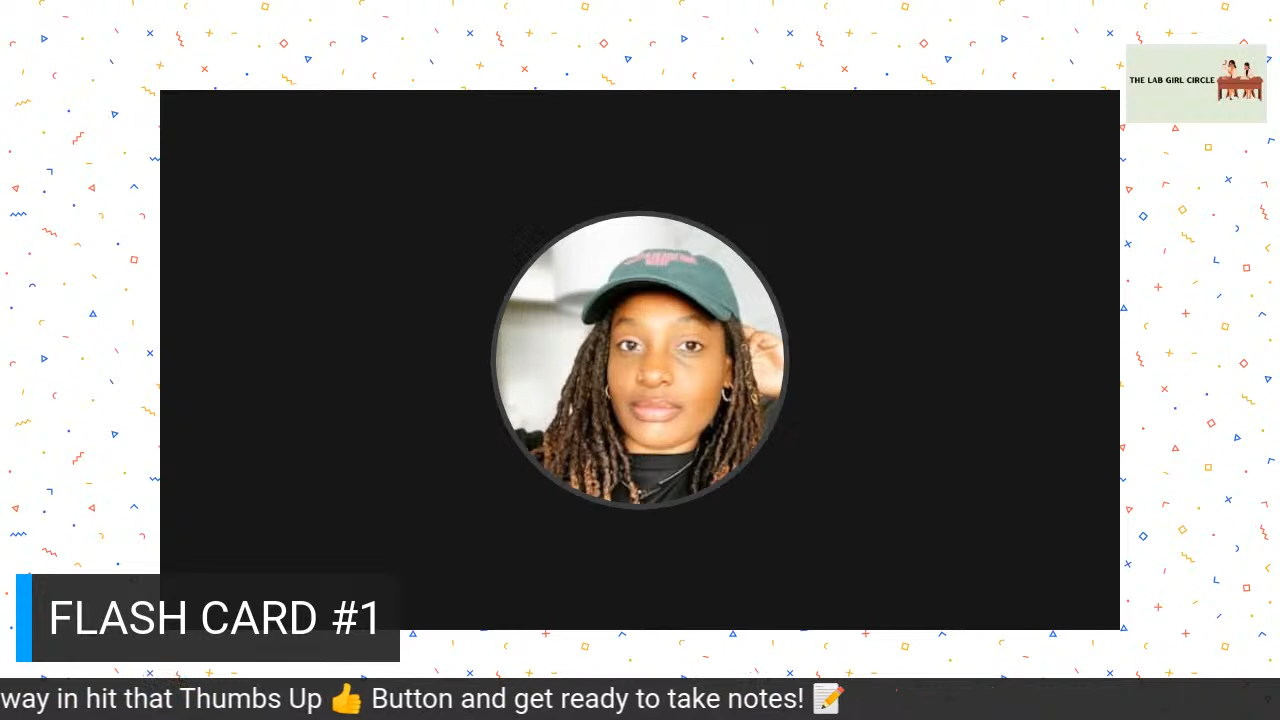 THE LAB GIRL CIRCLE
FLASH CARD #1
way in hit that Thumbs Up 👍 Button and get ready to take notes! 📝